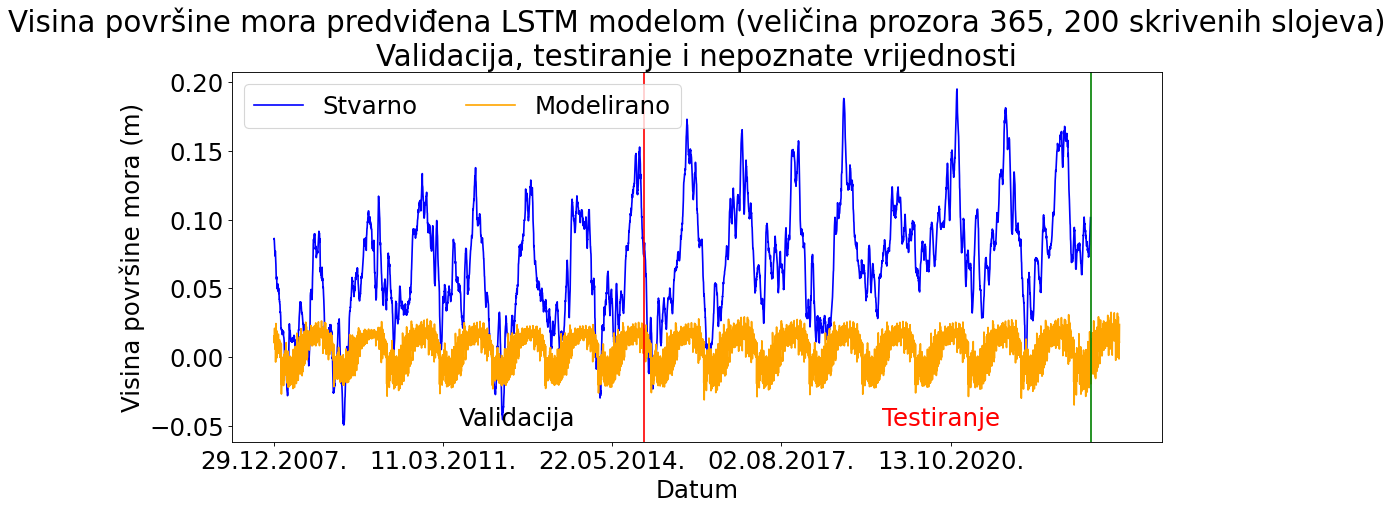 Visina površine mora predviđena LSTM modelom (veličina prozora 365, 200 skrivenih slojeva)
Validacija, testiranje i nepoznate vrijednosti
Stvarno
Modelirano
Visina površine mora (m)
0.20
0.15
0.10
0.05
0.00
−0.05
Validacija
Testiranje
29.12.2007.
11.03.2011.
22.05.2014.
02.08.2017.
13.10.2020.
Datum